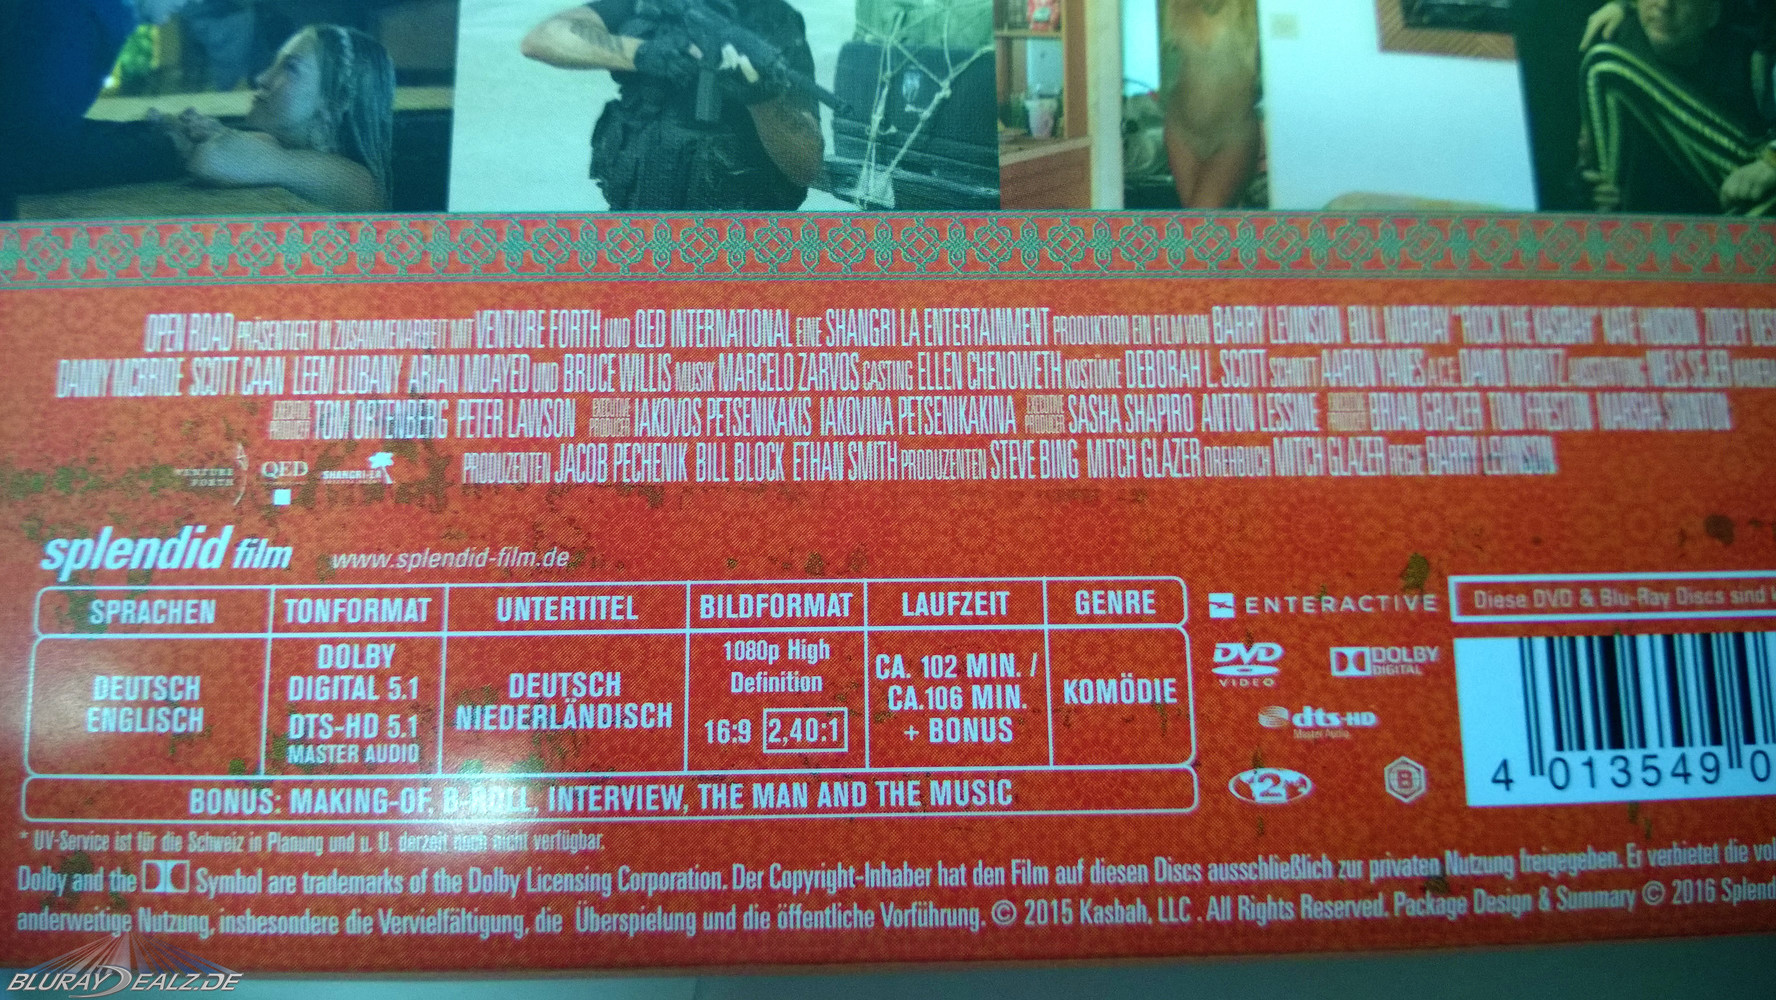 OPEN ROAD PRÄSENTIERT IN ZUSAMMENARBEIT MIT VENTURE FORTH UND QED INTERNATIONAL EINE SHANGRI LA ENTERTAINMENT PRODUKTION EIN FILM VON BARRY LEVINSON BILL MURRAY "ROCK THE KASBAH" KATE HUDSON ZOOEY
DANNY MCBRIDE SCOTT CAAN LEEM LUBANY ARIAN MOAYED UND BRUCE WILLIS MUSIK MARCELO ZARVOS CASTING ELLEN CHENOWETH KOSTÜME DEBORAH L. SCOTT SCHNITT AARON YANES A.C.E. DAVID MORITZ
EXECUTIVE PRODUCER TOM ORTENBERG PETER LAWSON EXECUTIVE PRODUCER IAKOVOS PETSENIKAKIS IAKOVINA PETSENIKAKINA EXECUTIVE PRODUCER SASHA SHAPIRO ANTON LESSINE EXECUTIVE PRODUCER BRIAN GRAZER TOM FRESTON
VENTURE FORTH QED SHANGRI-LA PRODUZENTEN JACOB PECHENIK BILL BLOCK ETHAN SMITH PRODUZENTEN STEVE BING MITCH GLAZER DREHBUCH MITCH GLAZER REGIE BARRY LEVINSON
splendid film www.splendid-film.de
SPRACHEN TONFORMAT UNTERTITEL BILDFORMAT LAUFZEIT GENRE
DEUTSCH
ENGLISCH
DOLBY
DIGITAL 5.1
DTS-HD 5.1
MASTER AUDIO
DEUTSCH
NIEDERLÄNDISCH
1080p High
Definition
16:9 2,40:1
CA. 102 MIN. /
CA.106 MIN.
+ BONUS
KOMÖDIE
BONUS: MAKING-OF, B-ROLL, INTERVIEW, THE MAN AND THE MUSIC
ENTERACTIVE
Diese DVD & Blu-Ray Discs sind
DVD VIDEO
DOLBY DIGITAL
dts-HD
Master Audio
2
B
4 013549 0
* UV-Service ist für die Schweiz in Planung und u. U. derzeit noch nicht verfügbar.
Dolby and the Symbol are trademarks of the Dolby Licensing Corporation. Der Copyright-Inhaber hat den Film auf diesen Discs ausschließlich zur privaten Nutzung freigegeben. Er verbietet die
anderweitige Nutzung, insbesondere die Vervielfältigung, die Überspielung und die öffentliche Vorführung. © 2015 Kasbah, LLC . All Rights Reserved. Package Design & Summary © 2016 Splend
BLURAYDEALZ.DE